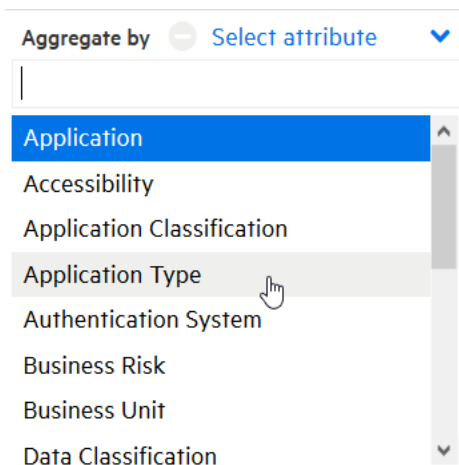 Aggregate by Select attribute
Application
Accessibility
Application Classification
Application Type
Authentication System
Business Risk
Business Unit
Data Classification